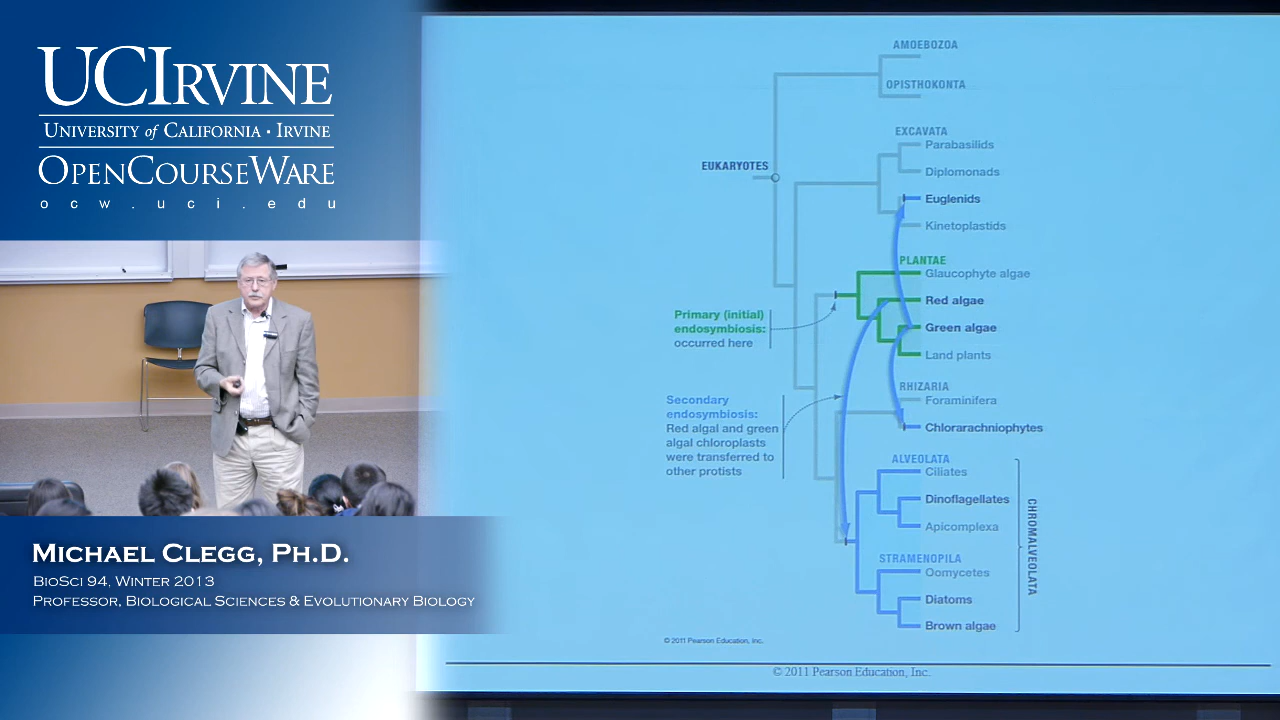 UCIRVINE
UNIVERSITY of CALIFORNIA · IRVINE
OPENCOURSEWARE
ocw.uci.edu
MICHAEL CLEGG, PH.D.
BIOSCI 94, WINTER 2013
PROFESSOR, BIOLOGICAL SCIENCES & EVOLUTIONARY BIOLOGY
AMOEBOZOA
OPISTHOKONTA
EXCAVATA
Parabasilids
Diplomonads
EUKARYOTES
Euglenids
Kinetoplastids
PLANTAE
Glaucophyte algae
Red algae
Primary (initial)
endosymbiosis:
occurred here
Green algae
Land plants
RHIZARIA
Foraminifera
Secondary
endosymbiosis:
Red algal and green
algal chloroplasts
were transferred to
other protists
Chlorarachniophytes
ALVEOLATA
Ciliates
Dinoflagellates
Apicomplexa
CHROMALVEOLATA
STRAMENOPILA
Oomycetes
Diatoms
Brown algae
© 2011 Pearson Education, Inc.
© 2011 Pearson Education, Inc.